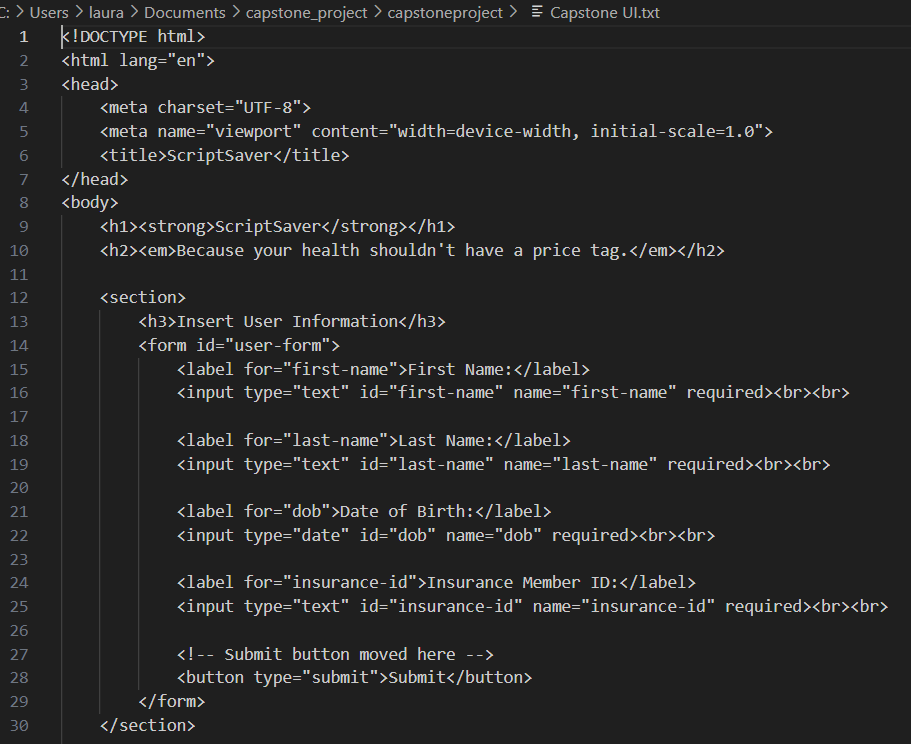 C: > Users > laura > Documents > capstone_project > capstoneproject > Capstone UI.txt
1 <!DOCTYPE html>
2 <html lang="en">
3 <head>
4     <meta charset="UTF-8">
5     <meta name="viewport" content="width=device-width, initial-scale=1.0">
6     <title>ScriptSaver</title>
7 </head>
8 <body>
9     <h1><strong>ScriptSaver</strong></h1>
10     <h2><em>Because your health shouldn't have a price tag.</em></h2>
11
12     <section>
13         <h3>Insert User Information</h3>
14         <form id="user-form">
15             <label for="first-name">First Name:</label>
16             <input type="text" id="first-name" name="first-name" required><br><br>
17
18             <label for="last-name">Last Name:</label>
19             <input type="text" id="last-name" name="last-name" required><br><br>
20
21             <label for="dob">Date of Birth:</label>
22             <input type="date" id="dob" name="dob" required><br><br>
23
24             <label for="insurance-id">Insurance Member ID:</label>
25             <input type="text" id="insurance-id" name="insurance-id" required><br><br>
26
27             <!-- Submit button moved here -->
28             <button type="submit">Submit</button>
29         </form>
30     </section>